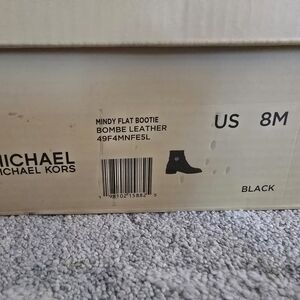 MINDY FLAT BOOTIE
BOMBE LEATHER
49F4MNFE5L
US 8M
MICHAEL
MICHAEL KORS
BLACK